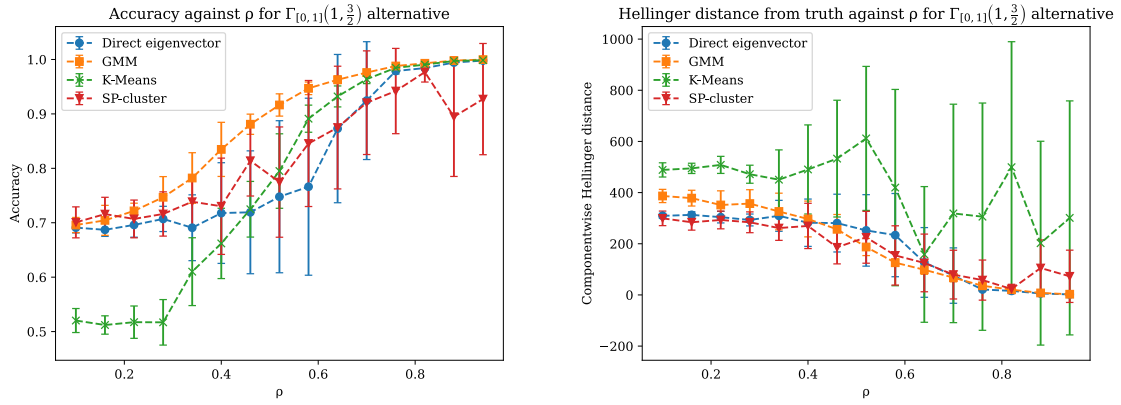 Accuracy against ρ for Γ[0, 1](1, 3/2) alternative
Direct eigenvector
GMM
K-Means
SP-cluster
Accuracy
1.0
0.9
0.8
0.7
0.6
0.5
0.2
0.4
0.6
0.8
ρ
Hellinger distance from truth against ρ for Γ[0, 1](1, 3/2) alternative
Direct eigenvector
GMM
K-Means
SP-cluster
Componentwise Hellinger distance
1000
800
600
400
200
0
−200
0.2
0.4
0.6
0.8
ρ